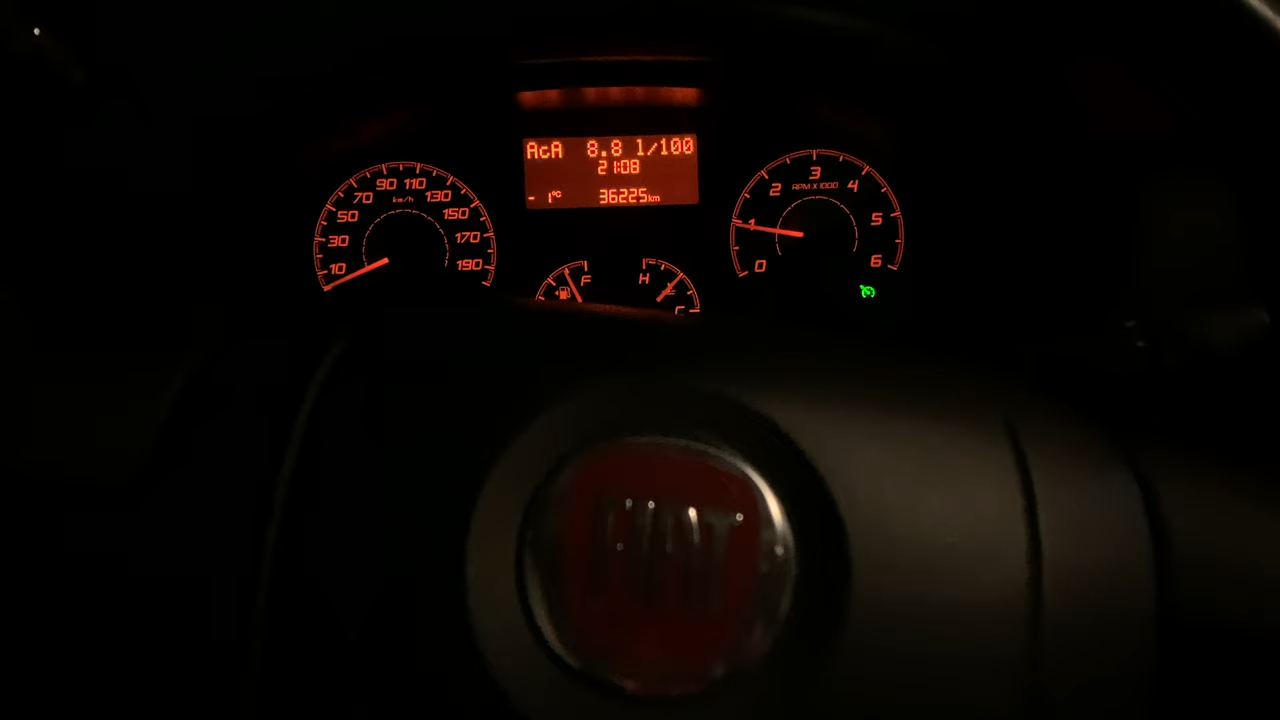 AcA 8.8 l/100
21:08
- 1°C 36225km
10 30 50 70 90 110 130 150 170 190
km/h
F
H
C
0 1 2 3 4 5 6
RPM X 1000
FIAT